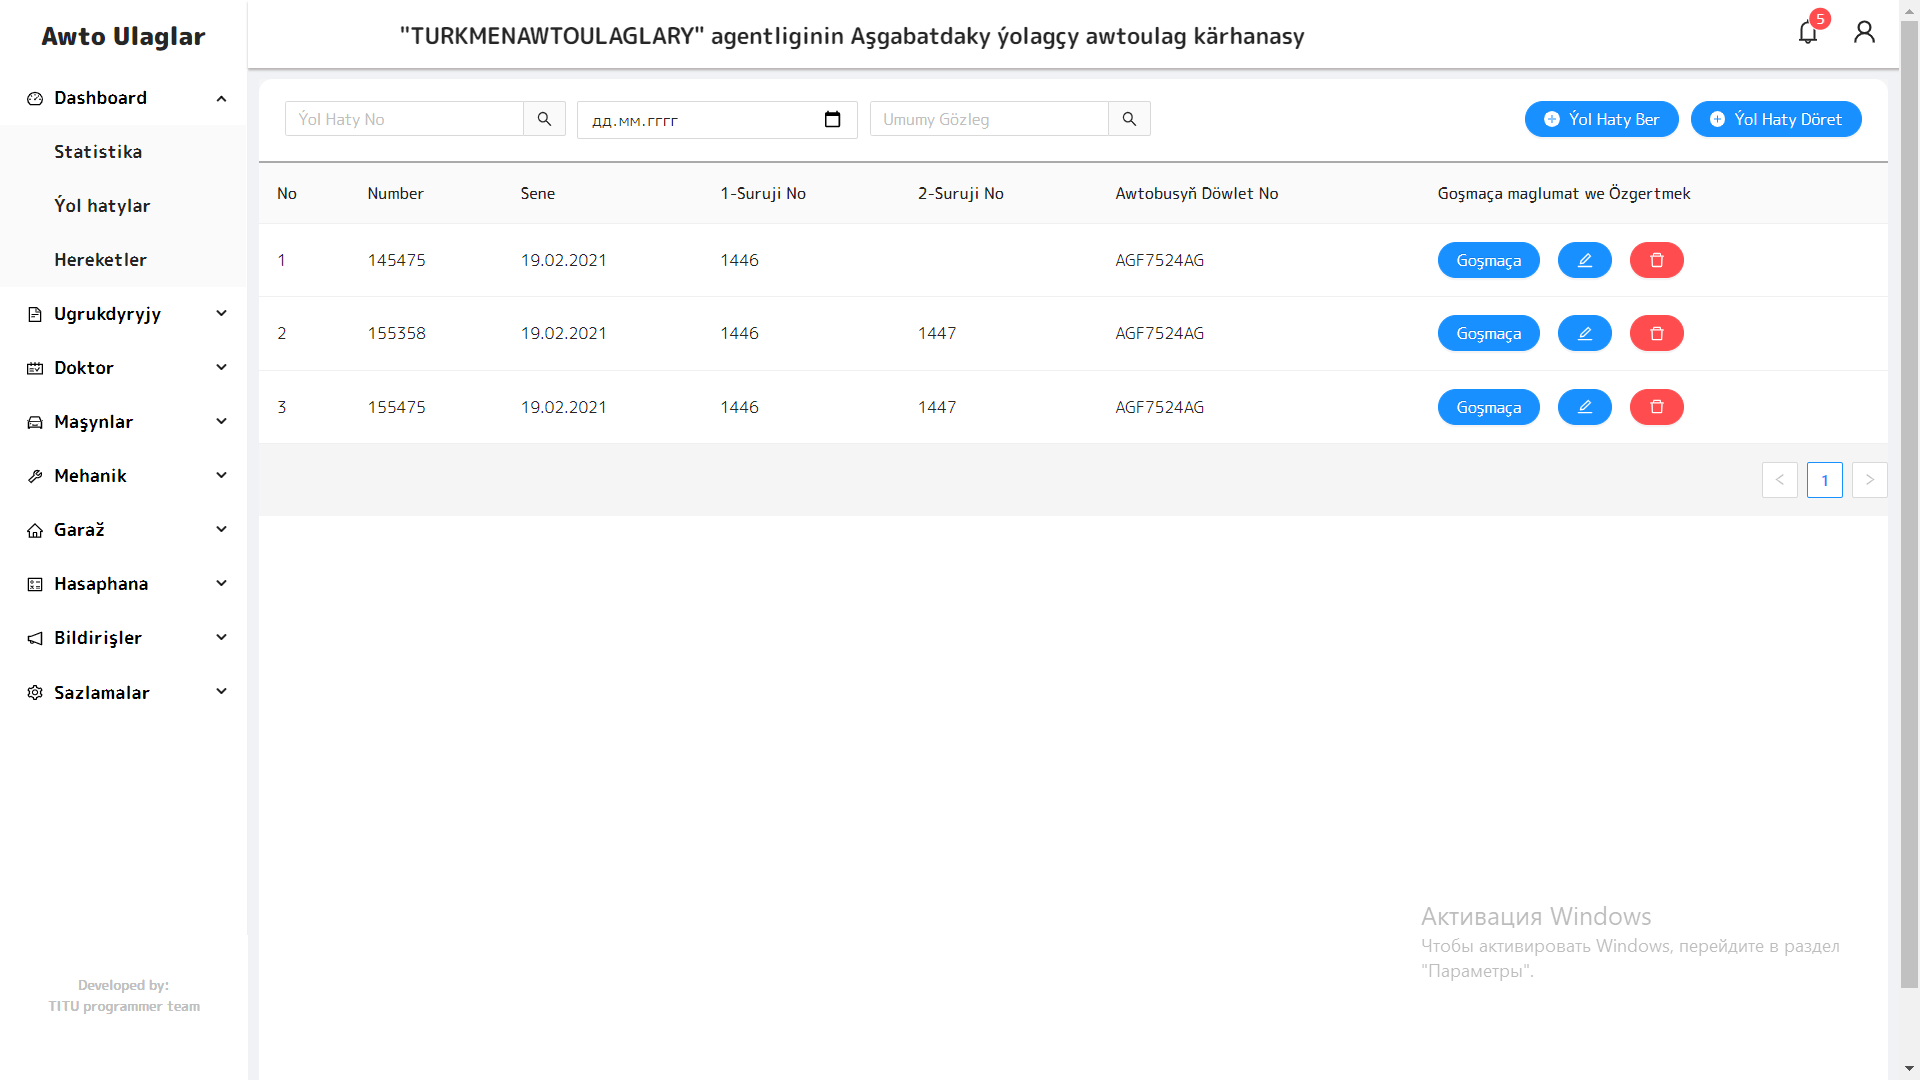 Awto Ulaglar
"TURKMENAWTOULAGLARY" agentliginin Aşgabatdaky ýolagçy awtoulag kärhanasy
5
Dashboard
Statistika
Ýol hatylar
Hereketler
Ugrukdyryjy
Doktor
Maşynlar
Mehanik
Garaž
Hasaphana
Bildirişler
Sazlamalar
Developed by:
TITU programmer team
Ýol Haty No
дд.мм.гггг
Umumy Gözleg
Ýol Haty Ber
Ýol Haty Döret
No Number Sene 1-Suruji No 2-Suruji No Awtobusyň Döwlet No Goşmaça maglumat we Özgertmek
1 145475 19.02.2021 1446 AGF7524AG Goşmaça
2 155358 19.02.2021 1446 1447 AGF7524AG Goşmaça
3 155475 19.02.2021 1446 1447 AGF7524AG Goşmaça
< 1 >
Активация Windows
Чтобы активировать Windows, перейдите в раздел
"Параметры".